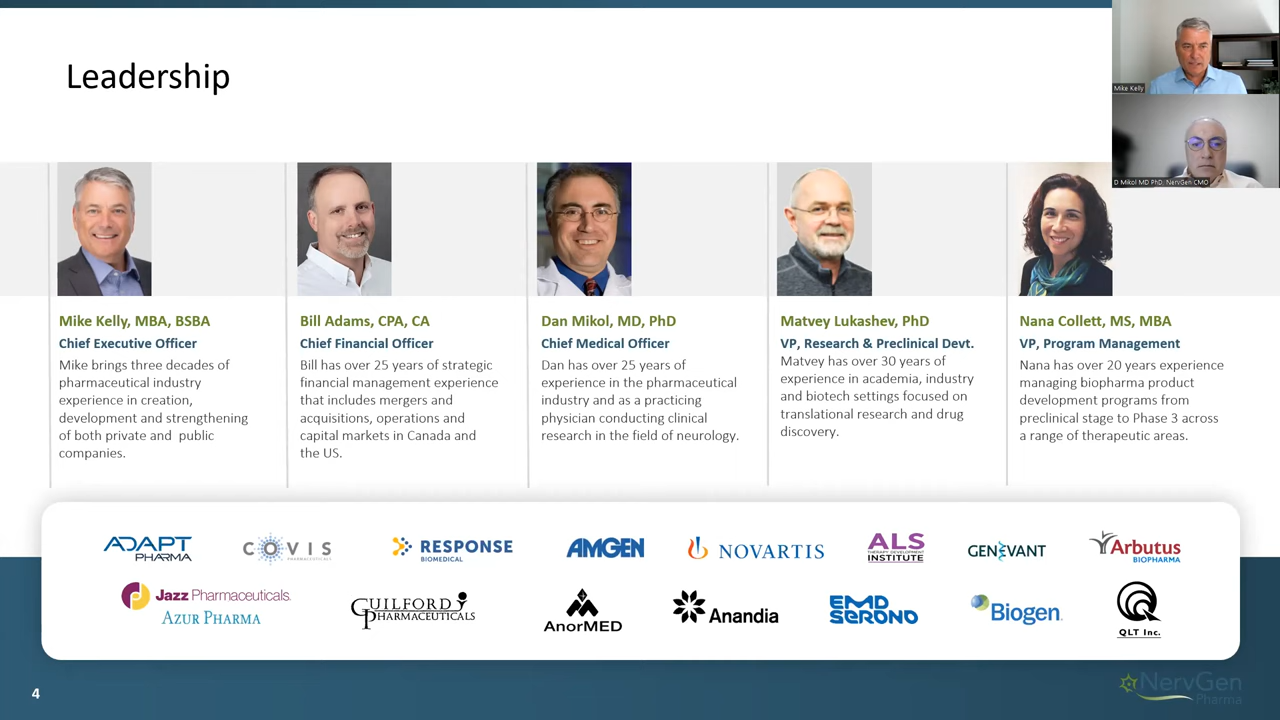 Leadership
Mike Kelly
D Mikol MD PhD, NervGen CMO
Mike Kelly, MBA, BSBA
Chief Executive Officer
Mike brings three decades of
pharmaceutical industry
experience in creation,
development and strengthening
of both private and public
companies.
Bill Adams, CPA, CA
Chief Financial Officer
Bill has over 25 years of strategic
financial management experience
that includes mergers and
acquisitions, operations and
capital markets in Canada and
the US.
Dan Mikol, MD, PhD
Chief Medical Officer
Dan has over 25 years of
experience in the pharmaceutical
industry and as a practicing
physician conducting clinical
research in the field of neurology.
Matvey Lukashev, PhD
VP, Research & Preclinical Devt.
Matvey has over 30 years of
experience in academia, industry
and biotech settings focused on
translational research and drug
discovery.
Nana Collett, MS, MBA
VP, Program Management
Nana has over 20 years experience
managing biopharma product
development programs from
preclinical stage to Phase 3 across
a range of therapeutic areas.
ADAPT
PHARMA
COVIS
PHARMACEUTICALS
RESPONSE
BIOMEDICAL
AMGEN
NOVARTIS
ALS
THERAPY DEVELOPMENT
INSTITUTE
GENEVANT
Arbutus
BIOPHARMA
Jazz Pharmaceuticals.
AZUR PHARMA
GUILFORD
PHARMACEUTICALS
AnorMED
Anandia
EMD
SERONO
Biogen.
QLT Inc.
4
NervGen
Pharma